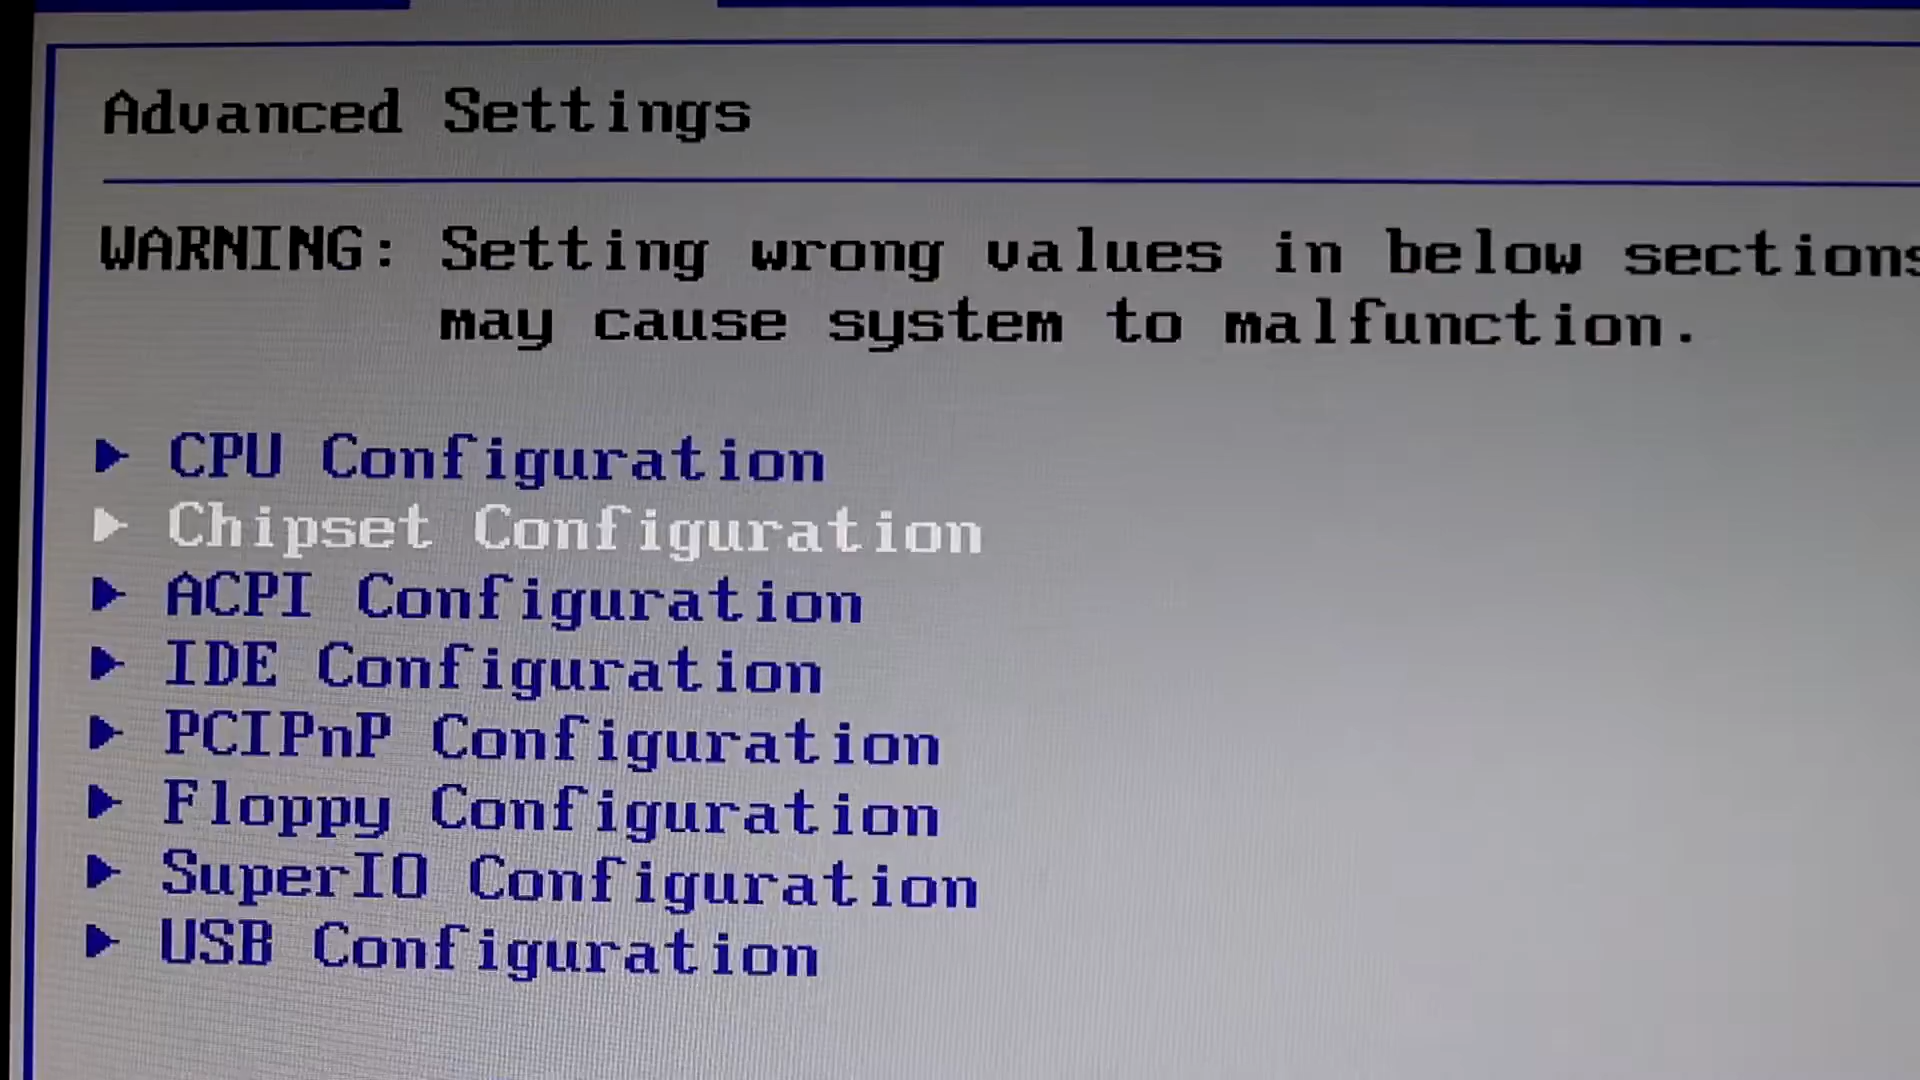 Advanced Settings
WARNING: Setting wrong values in below sections
may cause system to malfunction.
CPU Configuration
Chipset Configuration
ACPI Configuration
IDE Configuration
PCIPnP Configuration
Floppy Configuration
SuperIO Configuration
USB Configuration